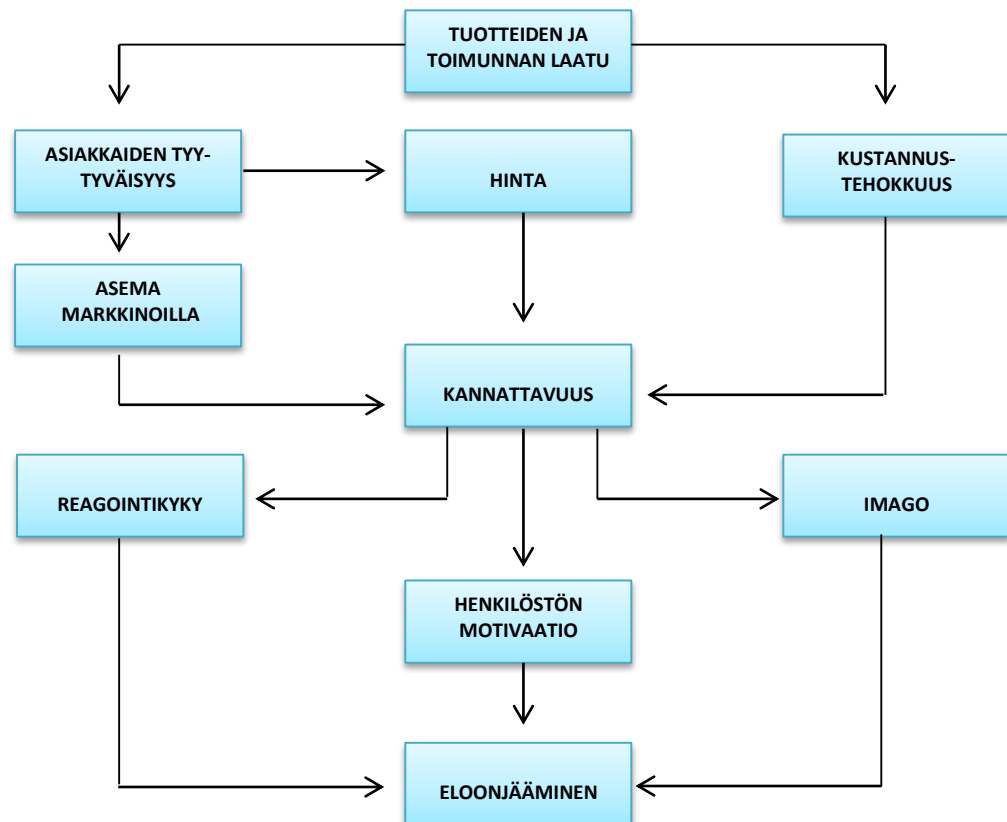 TUOTTEIDEN JA
TOIMUNNAN LAATU
ASIAKKAIDEN TYY-
TYVÄISYYS
HINTA
KUSTANNUS-
TEHOKKUUS
ASEMA
MARKKINOILLA
KANNATTAVUUS
REAGOINTIKYKY
IMAGO
HENKILÖSTÖN
MOTIVAATIO
ELOONJÄÄMINEN